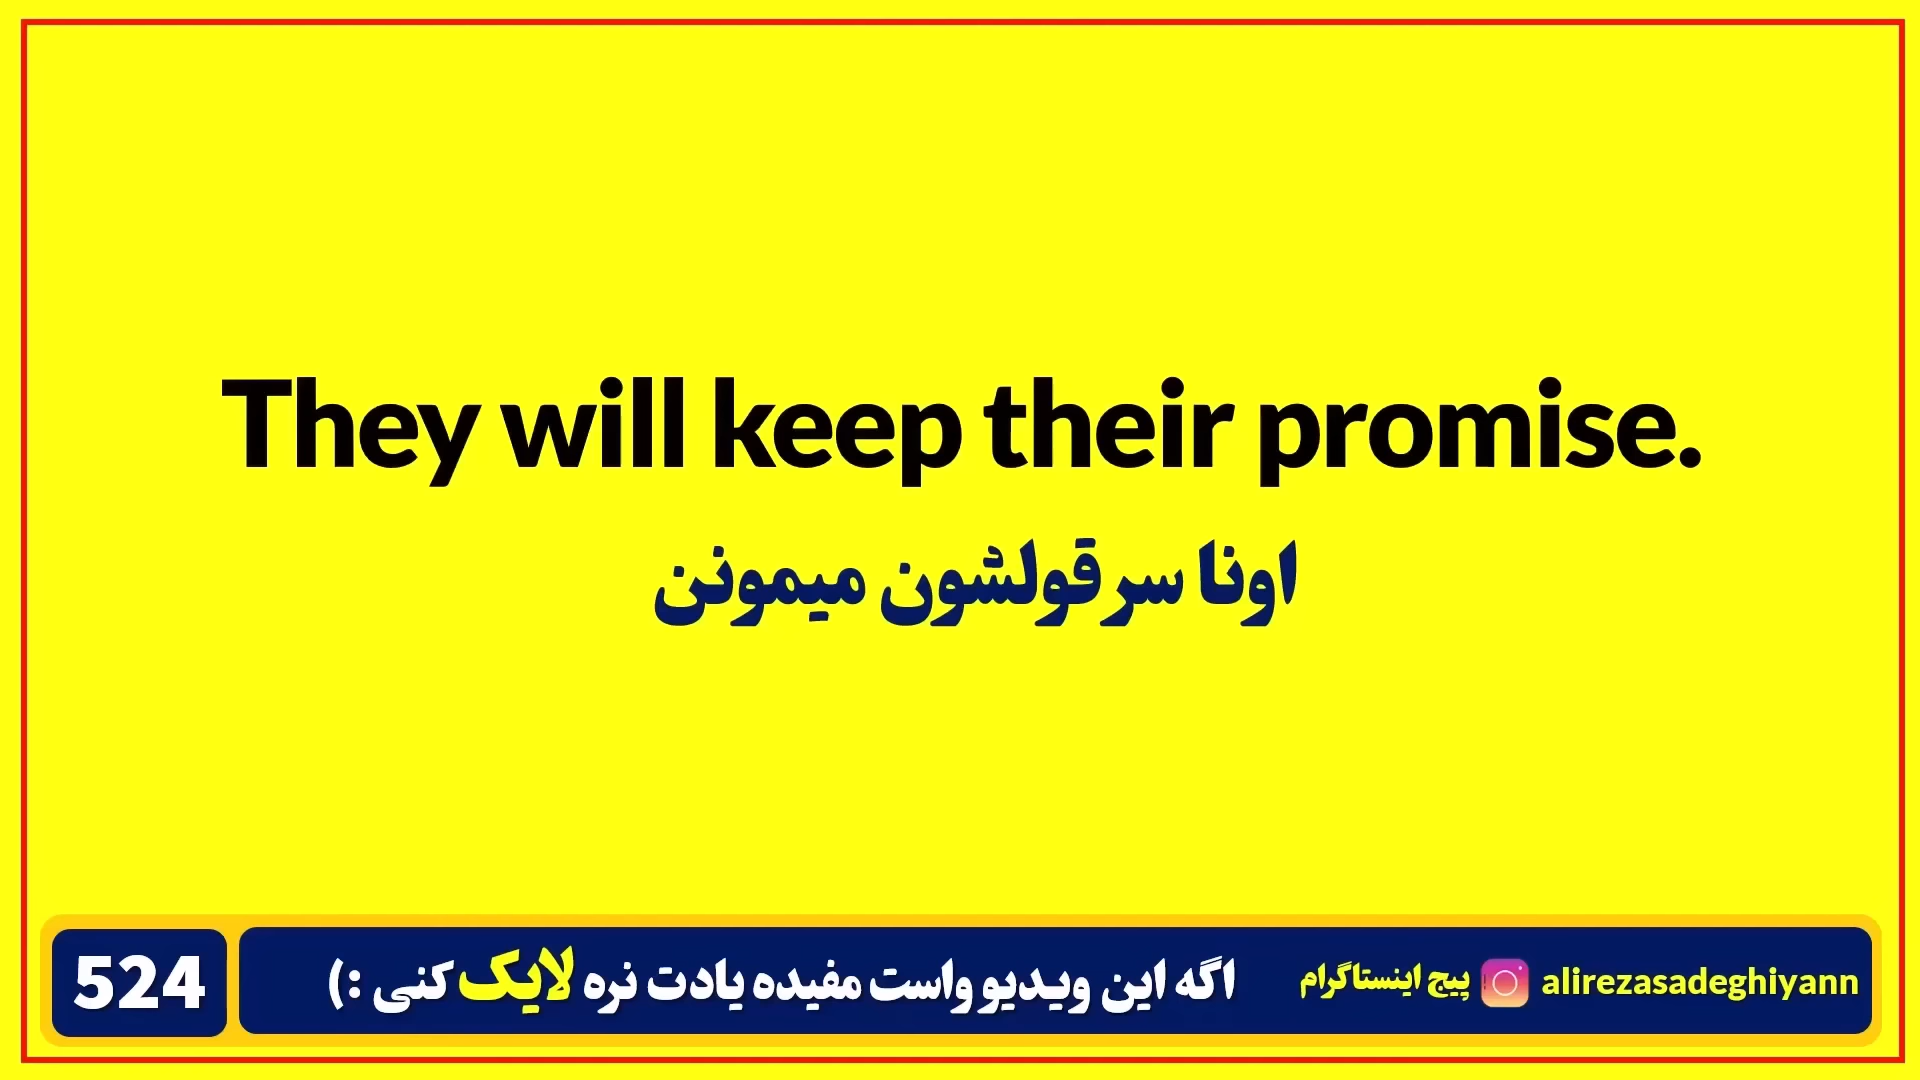 They will keep their promise.
اونا سر قولشون میمونن
524
اگه این ویدیو واست مفیده یادت نره لایک کنی :)
پیج اینستاگرام
alirezasadeghiyann